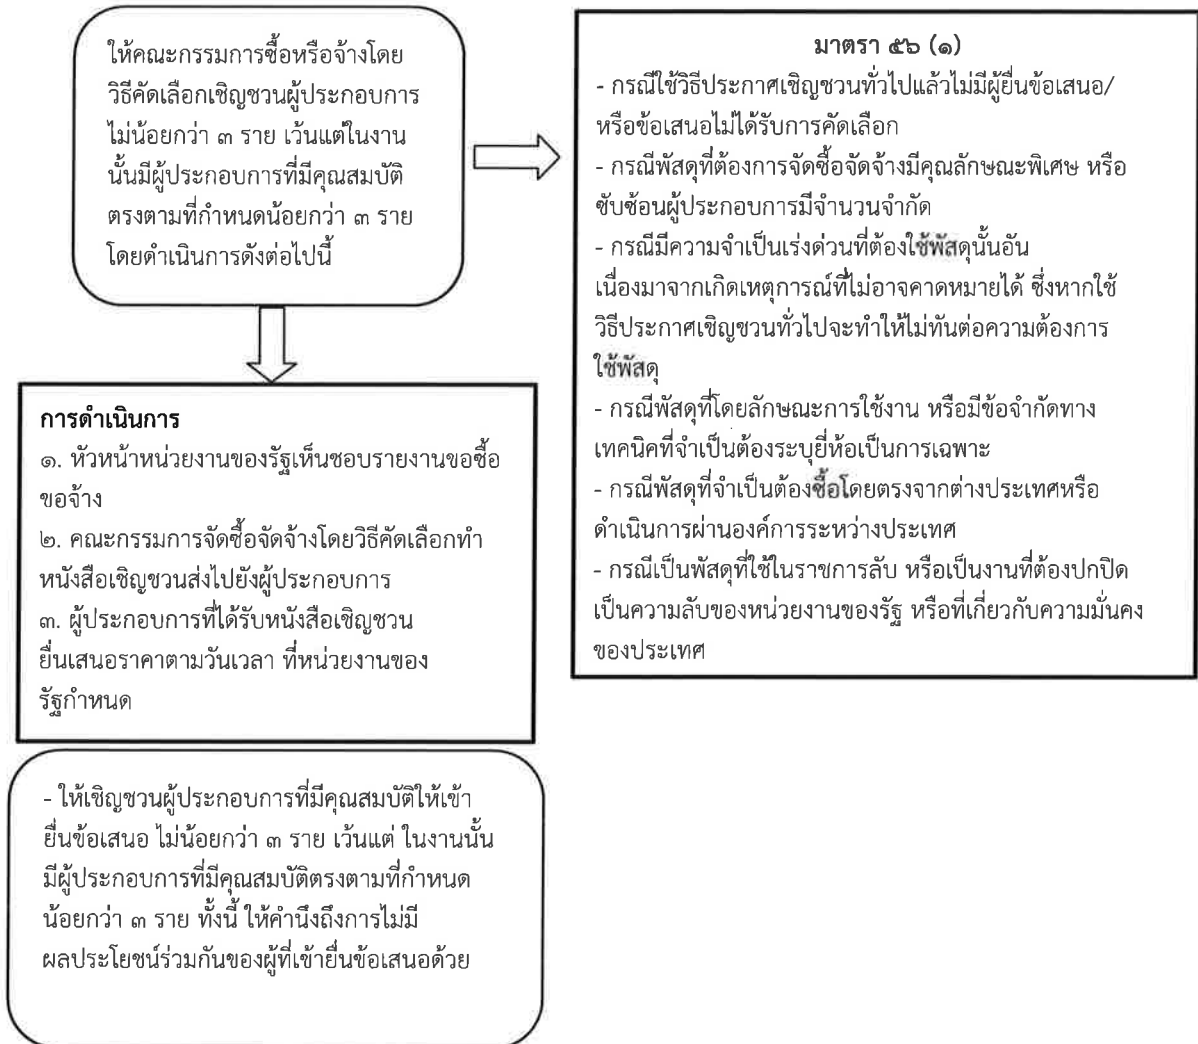 ให้คณะกรรมการซื้อหรือจ้างโดย
วิธีคัดเลือกเชิญชวนผู้ประกอบการ
ไม่น้อยกว่า ๓ ราย เว้นแต่ในงาน
นั้นมีผู้ประกอบการที่มีคุณสมบัติ
ตรงตามที่กำหนดน้อยกว่า ๓ ราย
โดยดำเนินการดังต่อไปนี้
มาตรา ๕๖ (๑)
- กรณีใช้วิธีประกาศเชิญชวนทั่วไปแล้วไม่มีผู้ยื่นข้อเสนอ/
หรือข้อเสนอไม่ได้รับการคัดเลือก
- กรณีพัสดุที่ต้องการจัดซื้อจัดจ้างมีคุณลักษณะพิเศษ หรือ
ซับซ้อนผู้ประกอบการมีจำนวนจำกัด
- กรณีมีความจำเป็นเร่งด่วนที่ต้องใช้พัสดุนั้นอัน
เนื่องมาจากเกิดเหตุการณ์ที่ไม่อาจคาดหมายได้ ซึ่งหากใช้
วิธีประกาศเชิญชวนทั่วไปจะทำให้ไม่ทันต่อความต้องการ
ใช้พัสดุ
- กรณีพัสดุที่โดยลักษณะการใช้งาน หรือมีข้อจำกัดทาง
เทคนิคที่จำเป็นต้องระบุยี่ห้อเป็นการเฉพาะ
- กรณีพัสดุที่จำเป็นต้องซื้อโดยตรงจากต่างประเทศหรือ
ดำเนินการผ่านองค์การระหว่างประเทศ
- กรณีเป็นพัสดุที่ใช้ในราชการลับ หรือเป็นงานที่ต้องปกปิด
เป็นความลับของหน่วยงานของรัฐ หรือที่เกี่ยวกับความมั่นคง
ของประเทศ
การดำเนินการ
๑. หัวหน้าหน่วยงานของรัฐเห็นชอบรายงานขอซื้อ
ขอจ้าง
๒. คณะกรรมการจัดซื้อจัดจ้างโดยวิธีคัดเลือกทำ
หนังสือเชิญชวนส่งไปยังผู้ประกอบการ
๓. ผู้ประกอบการที่ได้รับหนังสือเชิญชวน
ยื่นเสนอราคาตามวันเวลา ที่หน่วยงานของ
รัฐกำหนด
- ให้เชิญชวนผู้ประกอบการที่มีคุณสมบัติให้เข้า
ยื่นข้อเสนอ ไม่น้อยกว่า ๓ ราย เว้นแต่ ในงานนั้น
มีผู้ประกอบการที่มีคุณสมบัติตรงตามที่กำหนด
น้อยกว่า ๓ ราย ทั้งนี้ ให้คำนึงถึงการไม่มี
ผลประโยชน์ร่วมกันของผู้ที่เข้ายื่นข้อเสนอด้วย